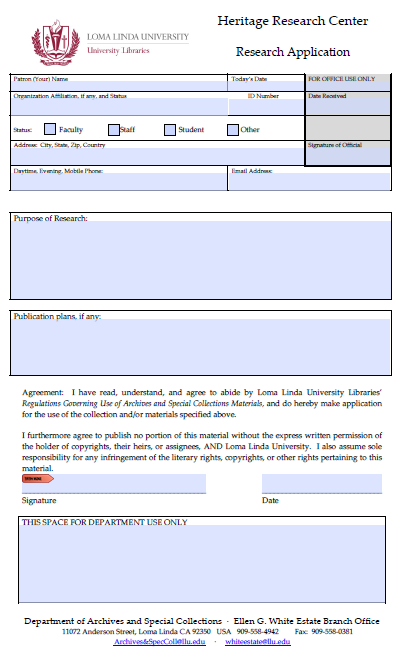 Heritage Research Center
LOMA LINDA UNIVERSITY
University Libraries
Research Application
Patron (Your) Name
Today's Date
FOR OFFICE USE ONLY
Organization Affiliation, if any, and Status
ID Number
Date Received
Status:
Faculty
Staff
Student
Other
Address: City, State, Zip, Country
Signature of Official
Daytime, Evening, Mobile Phone:
Email Address:
Purpose of Research:
Publication plans, if any:
Agreement: I have read, understand, and agree to abide by Loma Linda University Libraries'
Regulations Governing Use of Archives and Special Collections Materials, and do hereby make application
for the use of the collection and/or materials specified above.
I furthermore agree to publish no portion of this material without the express written permission of
the holder of copyrights, their heirs, or assignees, AND Loma Linda University. I also assume sole
responsibility for any infringement of the literary rights, copyrights, or other rights pertaining to this
material.
Signature
Date
THIS SPACE FOR DEPARTMENT USE ONLY
Department of Archives and Special Collections · Ellen G. White Estate Branch Office
11072 Anderson Street, Loma Linda CA 92350 USA 909-558-4942 Fax: 909-558-0381
Archives&SpecColl@llu.edu · whiteestate@llu.edu